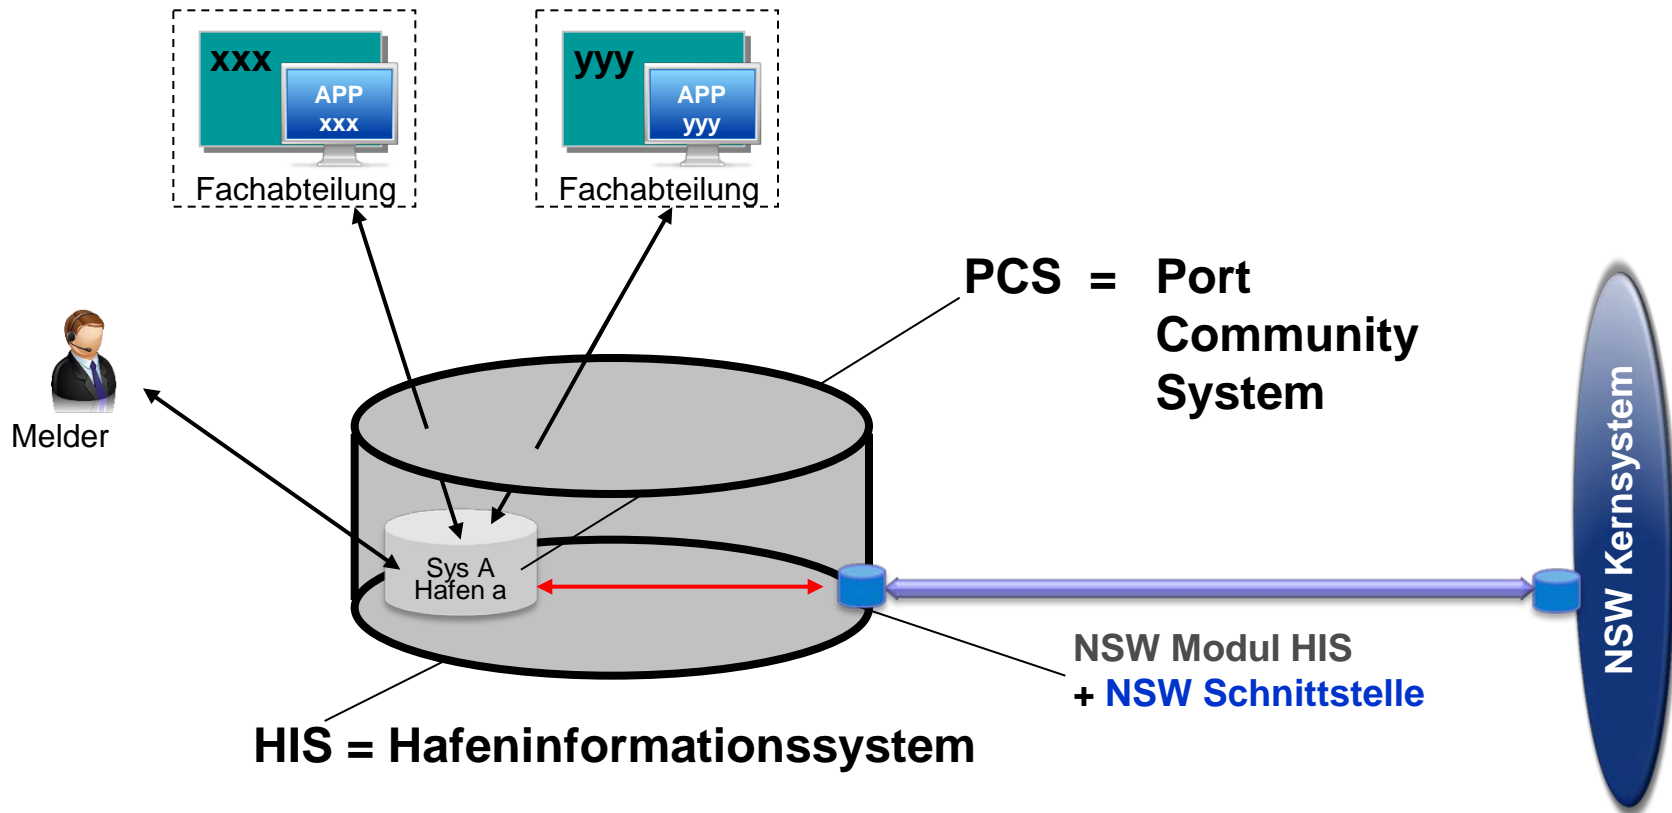 xxx
APP
xxx
Fachabteilung
yyy
APP
yyy
Fachabteilung
PCS = Port
Community
System
Melder
Sys A
Hafen a
NSW Modul HIS
+ NSW Schnittstelle
HIS = Hafeninformationssystem
NSW Kernsystem